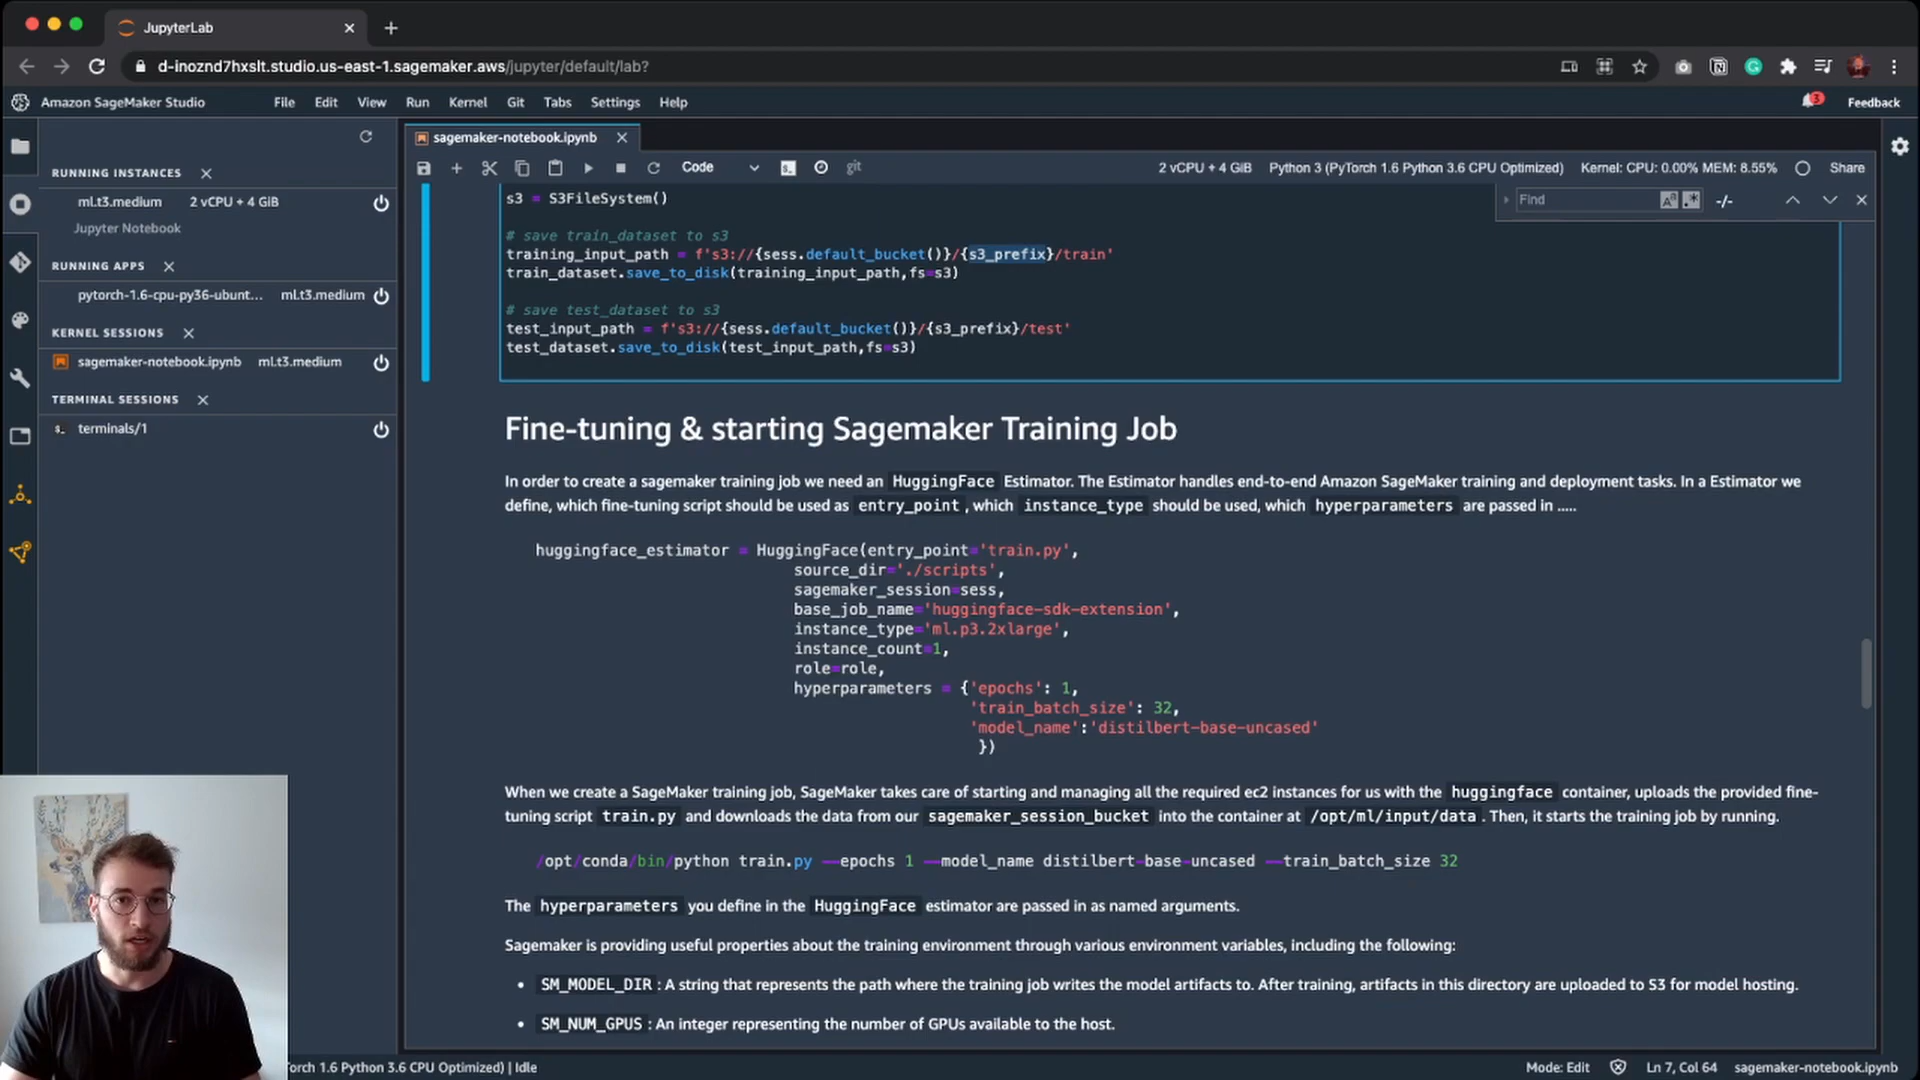 JupyterLab
d-inoznd7hxslt.studio.us-east-1.sagemaker.aws/jupyter/default/lab?
Amazon SageMaker Studio File Edit View Run Kernel Git Tabs Settings Help 3 Feedback
RUNNING INSTANCES
ml.t3.medium 2 vCPU + 4 GiB
Jupyter Notebook
RUNNING APPS
pytorch-1.6-cpu-py36-ubunt... ml.t3.medium
KERNEL SESSIONS
sagemaker-notebook.ipynb ml.t3.medium
TERMINAL SESSIONS
terminals/1
sagemaker-notebook.ipynb
Code git 2 vCPU + 4 GiB Python 3 (PyTorch 1.6 Python 3.6 CPU Optimized) Kernel: CPU: 0.00% MEM: 8.55% Share
Find -/-
s3 = S3FileSystem()
# save train_dataset to s3
training_input_path = f's3://{sess.default_bucket()}/{s3_prefix}/train'
train_dataset.save_to_disk(training_input_path,fs=s3)
# save test_dataset to s3
test_input_path = f's3://{sess.default_bucket()}/{s3_prefix}/test'
test_dataset.save_to_disk(test_input_path,fs=s3)
Fine-tuning & starting Sagemaker Training Job
In order to create a sagemaker training job we need an HuggingFace Estimator. The Estimator handles end-to-end Amazon SageMaker training and deployment tasks. In a Estimator we
define, which fine-tuning script should be used as entry_point, which instance_type should be used, which hyperparameters are passed in .....
huggingface_estimator = HuggingFace(entry_point='train.py',
source_dir='./scripts',
sagemaker_session=sess,
base_job_name='huggingface-sdk-extension',
instance_type='ml.p3.2xlarge',
instance_count=1,
role=role,
hyperparameters = {'epochs': 1,
'train_batch_size': 32,
'model_name':'distilbert-base-uncased'
})
When we create a SageMaker training job, SageMaker takes care of starting and managing all the required ec2 instances for us with the huggingface container, uploads the provided fine-
tuning script train.py and downloads the data from our sagemaker_session_bucket into the container at /opt/ml/input/data. Then, it starts the training job by running.
/opt/conda/bin/python train.py --epochs 1 --model_name distilbert-base-uncased --train_batch_size 32
The hyperparameters you define in the HuggingFace estimator are passed in as named arguments.
Sagemaker is providing useful properties about the training environment through various environment variables, including the following:
• SM_MODEL_DIR: A string that represents the path where the training job writes the model artifacts to. After training, artifacts in this directory are uploaded to S3 for model hosting.
• SM_NUM_GPUS: An integer representing the number of GPUs available to the host.
orch 1.6 Python 3.6 CPU Optimized) | Idle Mode: Edit Ln 7, Col 64 sagemaker-notebook.ipynb